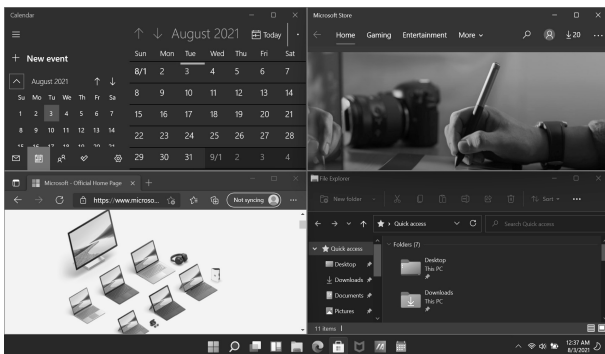 Calendar
August 2021
Today
New event
August 2021
Su Mo Tu We Th Fr Sa
1 2 3 4 5 6 7
8 9 10 11 12 13 14
Sun Mon Tue Wed Thu Fri Sat
8/1 2 3 4 5 6 7
8 9 10 11 12 13 14
15 16 17 18 19 20 21
22 23 24 25 26 27 28
29 30 31 9/1 2 3 4
Microsoft Store
Home Gaming Entertainment More
20
Microsoft - Official Home Page
https://www.microso...
Not syncing
File Explorer
New folder
Sort
Quick access
Search Quick access
Quick access
Desktop
Downloads
Documents
Pictures
Folders (7)
Desktop
This PC
Downloads
This PC
11 items
12:37 AM
8/3/2021